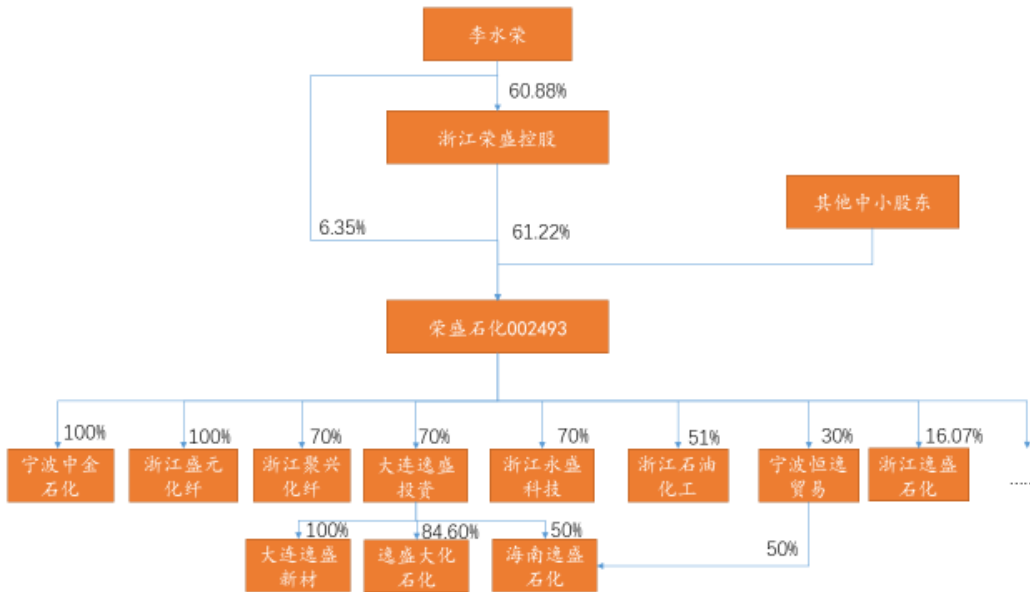 李水荣
60.88%
浙江荣盛控股
其他中小股东
6.35%
61.22%
荣盛石化002493
100%
100%
70%
70%
70%
51%
30%
16.07%
宁波中金
石化
浙江盛元
化纤
浙江聚兴
化纤
大连逸盛
投资
浙江永盛
科技
浙江石油
化工
宁波恒逸
贸易
浙江逸盛
石化
......
100%
84.60%
50%
50%
大连逸盛
新材
逸盛大化
石化
海南逸盛
石化